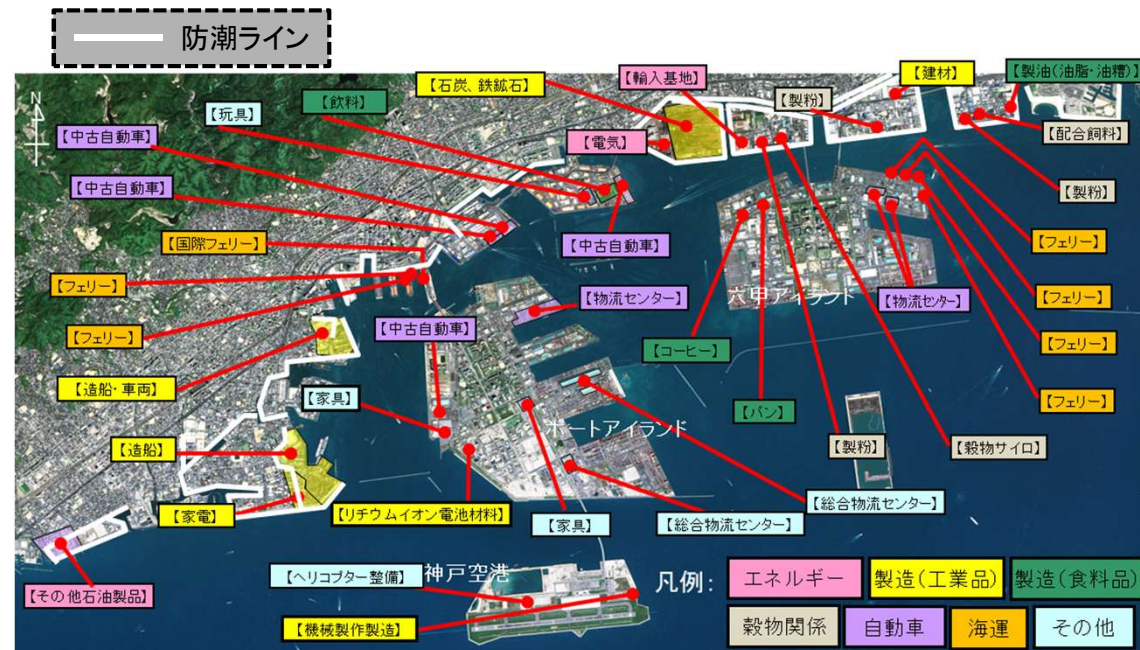 防潮ライン
N
【石炭、鉄鉱石】
【輸入基地】
【建材】
【製油(油脂・油糧)】
【飲料】
【製粉】
【玩具】
【配合飼料】
【中古自動車】
【電気】
【製粉】
【中古自動車】
【中古自動車】
【国際フェリー】
【フェリー】
【フェリー】
六甲アイランド
【物流センター】
【物流センター】
【フェリー】
【フェリー】
【中古自動車】
【フェリー】
【コーヒー】
【造船・車両】
【家具】
【フェリー】
【パン】
ポートアイランド
【造船】
【製粉】
【穀物サイロ】
【総合物流センター】
【家電】
【リチウムイオン電池材料】
【家具】
【総合物流センター】
【ヘリコプター整備】
神戸空港
【その他石油製品】
【機械製作製造】
凡例:
エネルギー
製造(工業品)
製造(食料品)
穀物関係
自動車
海運
その他